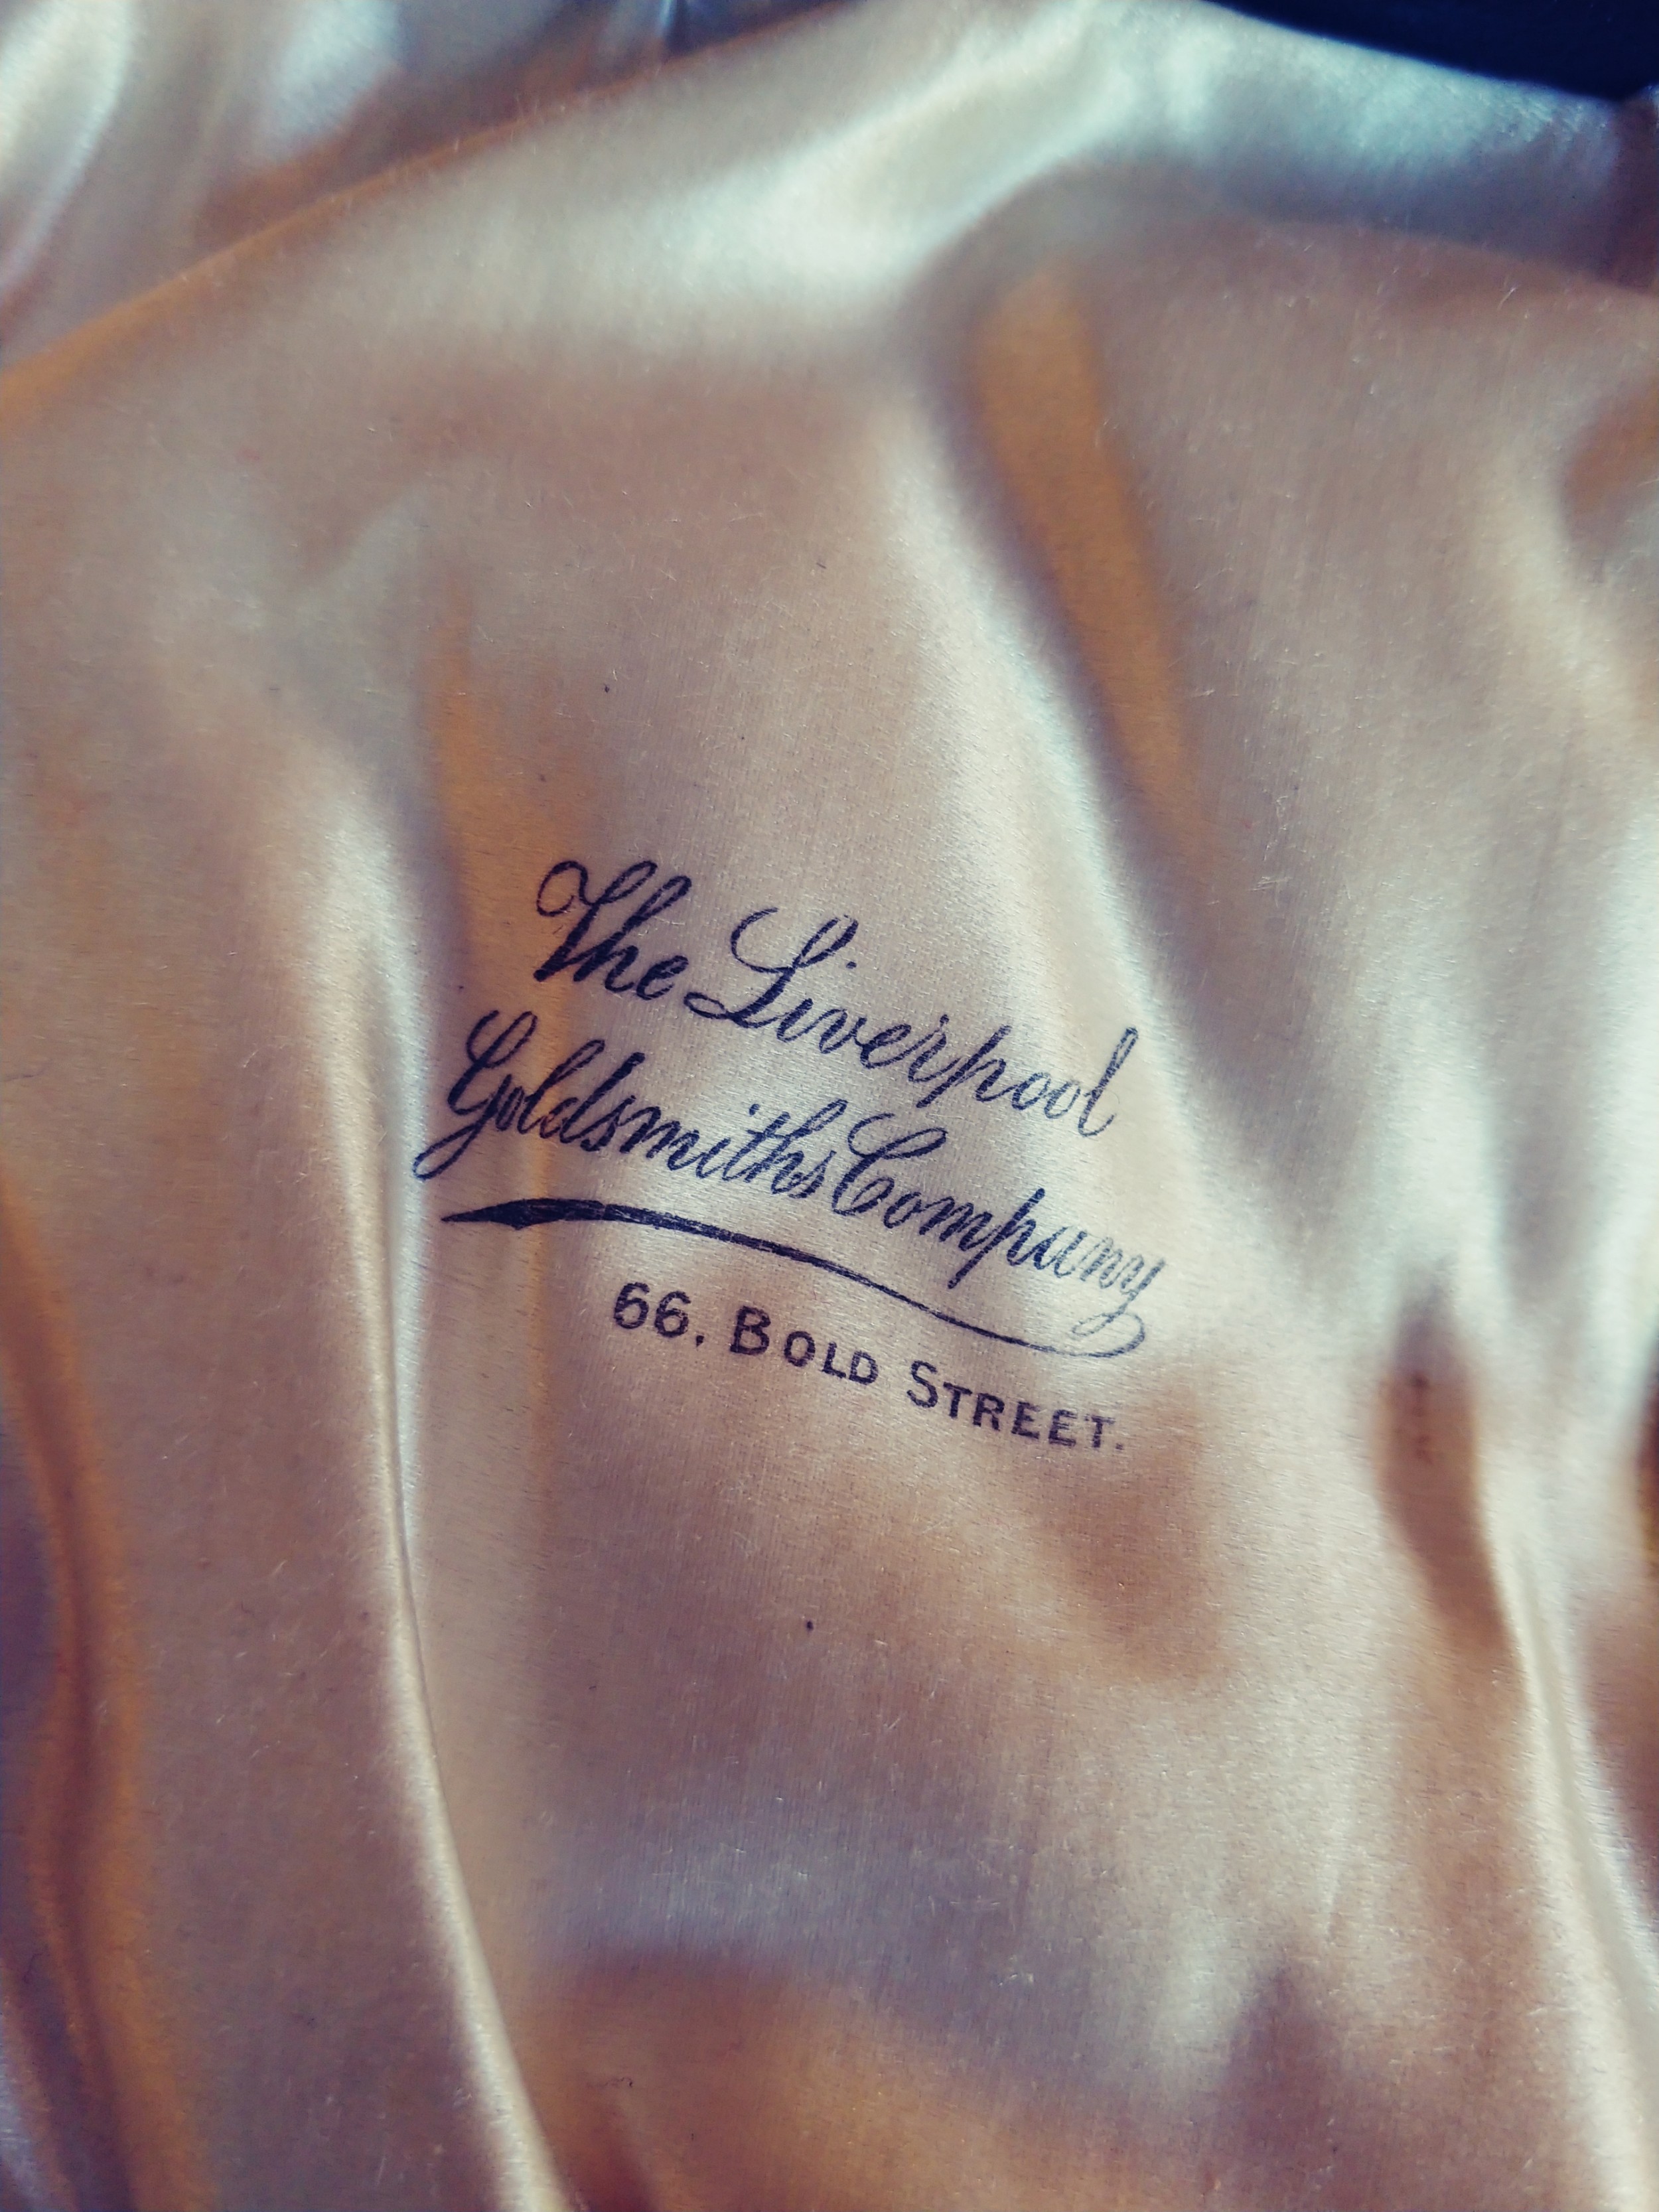 The Liverpool
Goldsmiths Company
66, BOLD STREET.